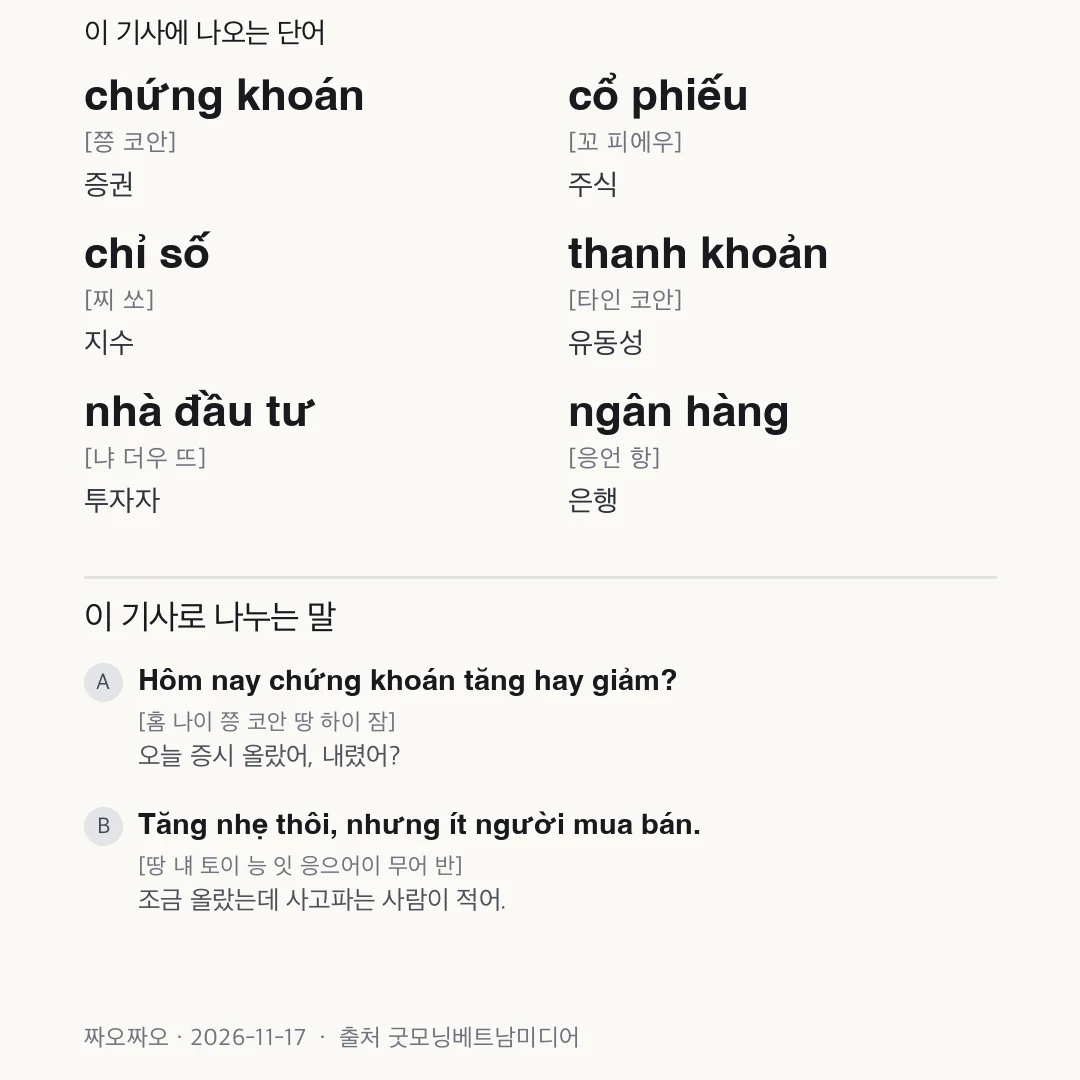 이 기사에 나오는 단어
chứng khoán
[쯩 코안]
증권
cổ phiếu
[꼬 피에우]
주식
chỉ số
[찌 쏘]
지수
thanh khoản
[타인 코안]
유동성
nhà đầu tư
[냐 더우 뜨]
투자자
ngân hàng
[응언 항]
은행
이 기사로 나누는 말
A
Hôm nay chứng khoán tăng hay giảm?
[홈 나이 쯩 코안 땅 하이 잠]
오늘 증시 올랐어, 내렸어?
B
Tăng nhẹ thôi, nhưng ít người mua bán.
[땅 냬 토이 능 잇 응으어이 무어 반]
조금 올랐는데 사고파는 사람이 적어.
짜오짜오 · 2026-11-17 · 출처 굿모닝베트남미디어